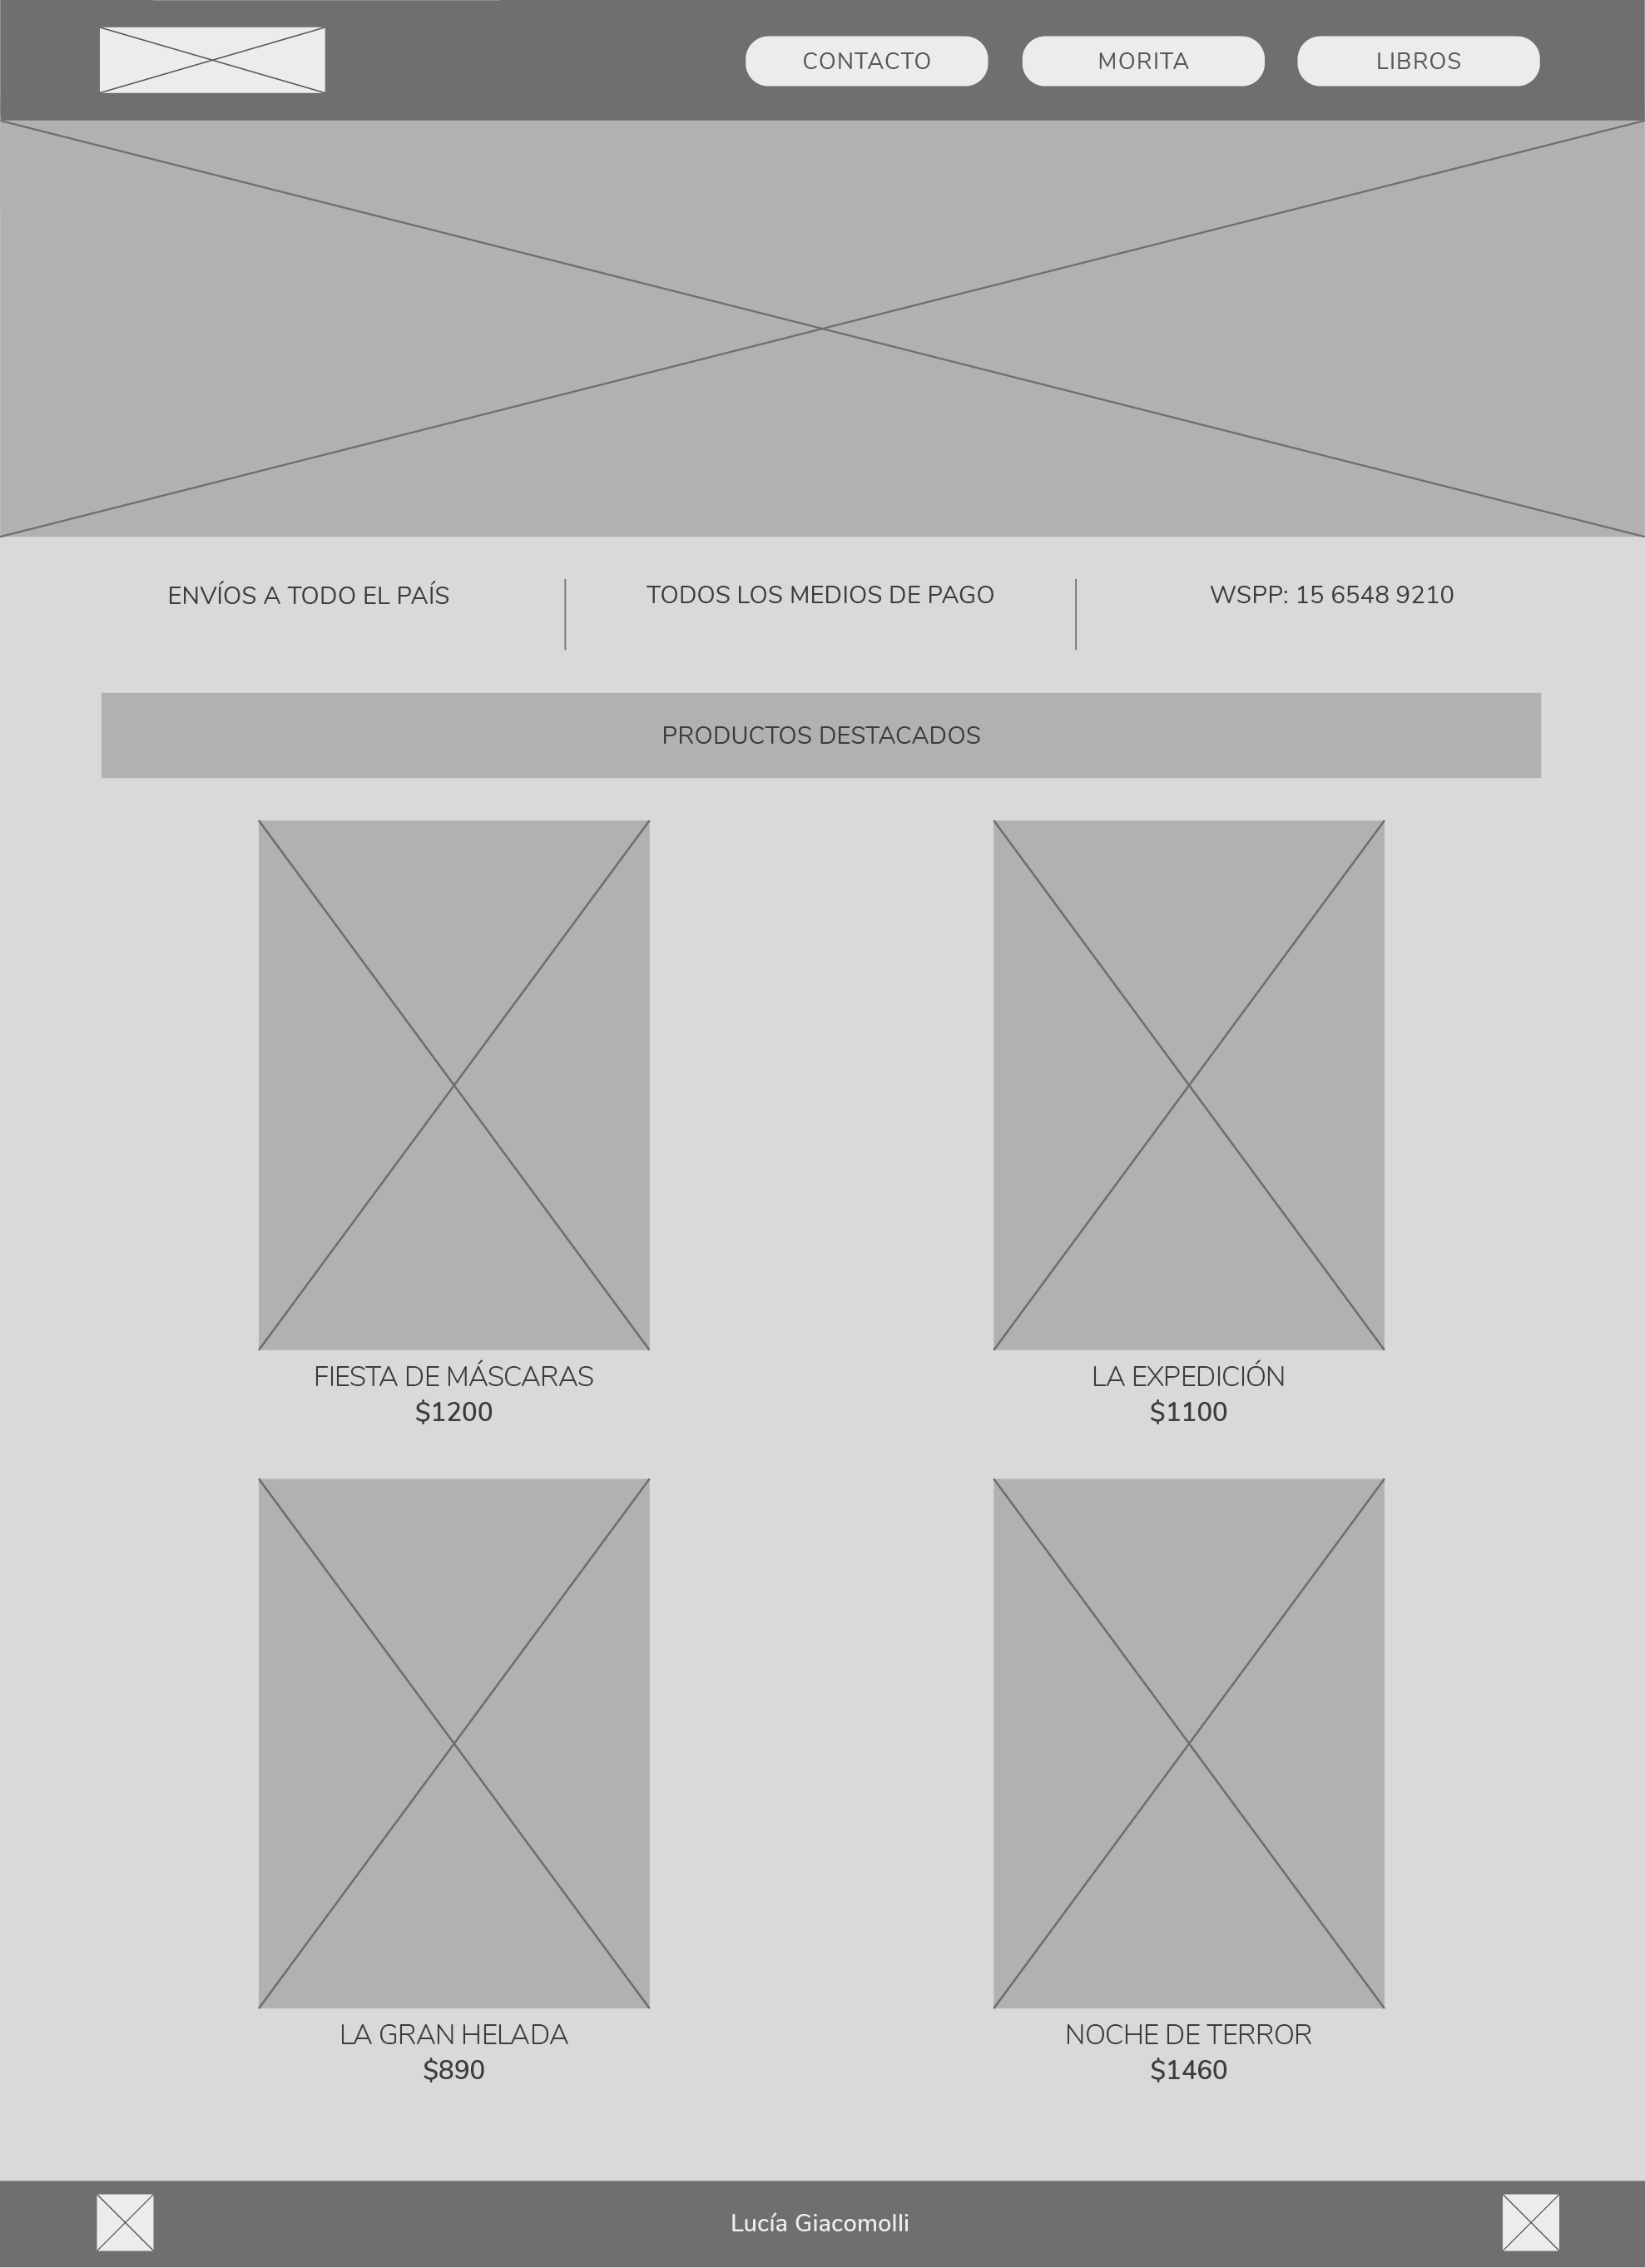 CONTACTO
MORITA
LIBROS
ENVÍOS A TODO EL PAÍS
TODOS LOS MEDIOS DE PAGO
WSPP: 15 6548 9210
PRODUCTOS DESTACADOS
FIESTA DE MÁSCARAS
$1200
LA EXPEDICIÓN
$1100
LA GRAN HELADA
$890
NOCHE DE TERROR
$1460
Lucía Giacomolli